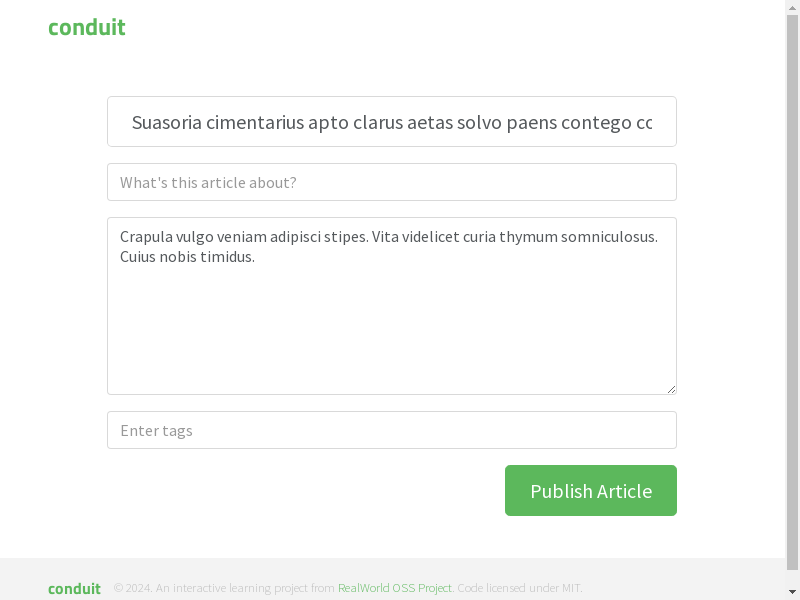 conduit
Suasoria cimentarius apto clarus aetas solvo paens contego
What's this article about?
Crapula vulgo veniam adipisci stipes. Vita videlicet curia thymum somniculosus.
Cuius nobis timidus.
Enter tags
Publish Article
conduit © 2024. An interactive learning project from RealWorld OSS Project. Code licensed under MIT.